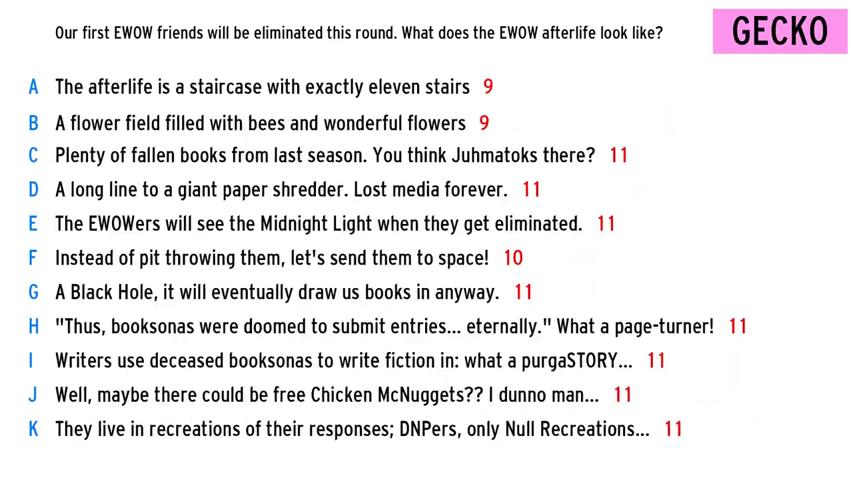 Our first EWOW friends will be eliminated this round. What does the EWOW afterlife look like?
GECKO
A The afterlife is a staircase with exactly eleven stairs 9
B A flower field filled with bees and wonderful flowers 9
C Plenty of fallen books from last season. You think Juhmatoks there? 11
D A long line to a giant paper shredder. Lost media forever. 11
E The EWOWers will see the Midnight Light when they get eliminated. 11
F Instead of pit throwing them, let's send them to space! 10
G A Black Hole, it will eventually draw us books in anyway. 11
H "Thus, booksonas were doomed to submit entries... eternally." What a page-turner! 11
I Writers use deceased booksonas to write fiction in: what a purgaSTORY... 11
J Well, maybe there could be free Chicken McNuggets?? I dunno man... 11
K They live in recreations of their responses; DNPers, only Null Recreations... 11